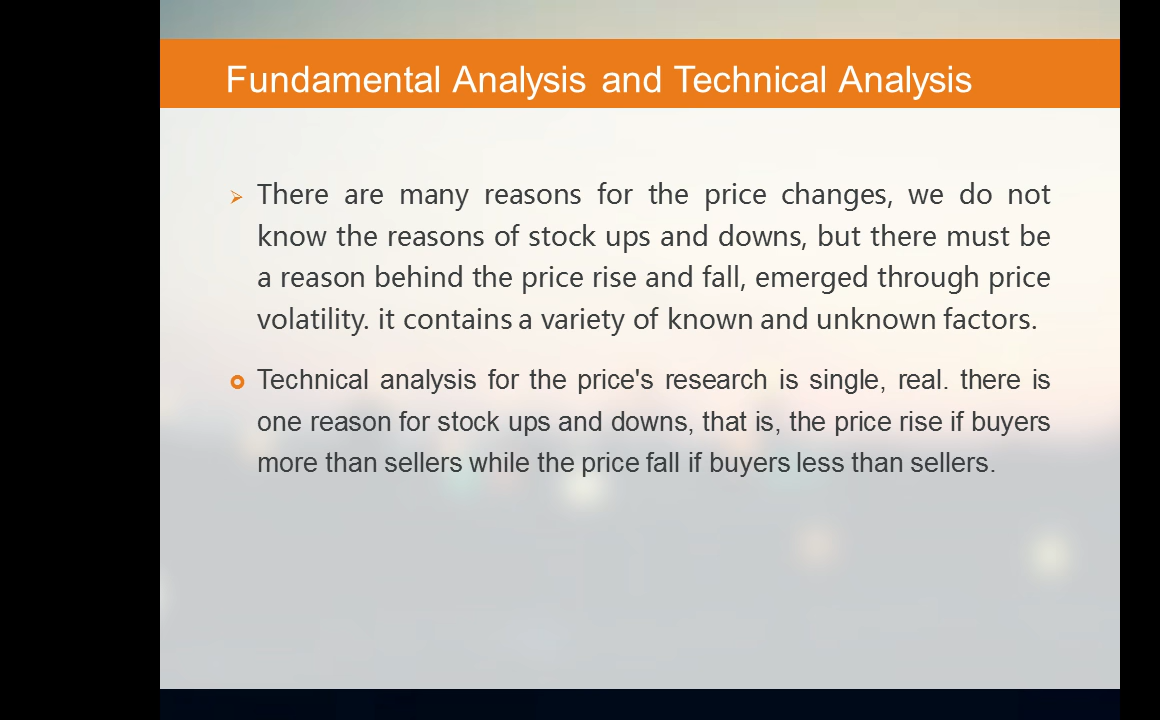 Fundamental Analysis and Technical Analysis
There are many reasons for the price changes, we do not
know the reasons of stock ups and downs, but there must be
a reason behind the price rise and fall, emerged through price
volatility. it contains a variety of known and unknown factors.
Technical analysis for the price's research is single, real. there is
one reason for stock ups and downs, that is, the price rise if buyers
more than sellers while the price fall if buyers less than sellers.